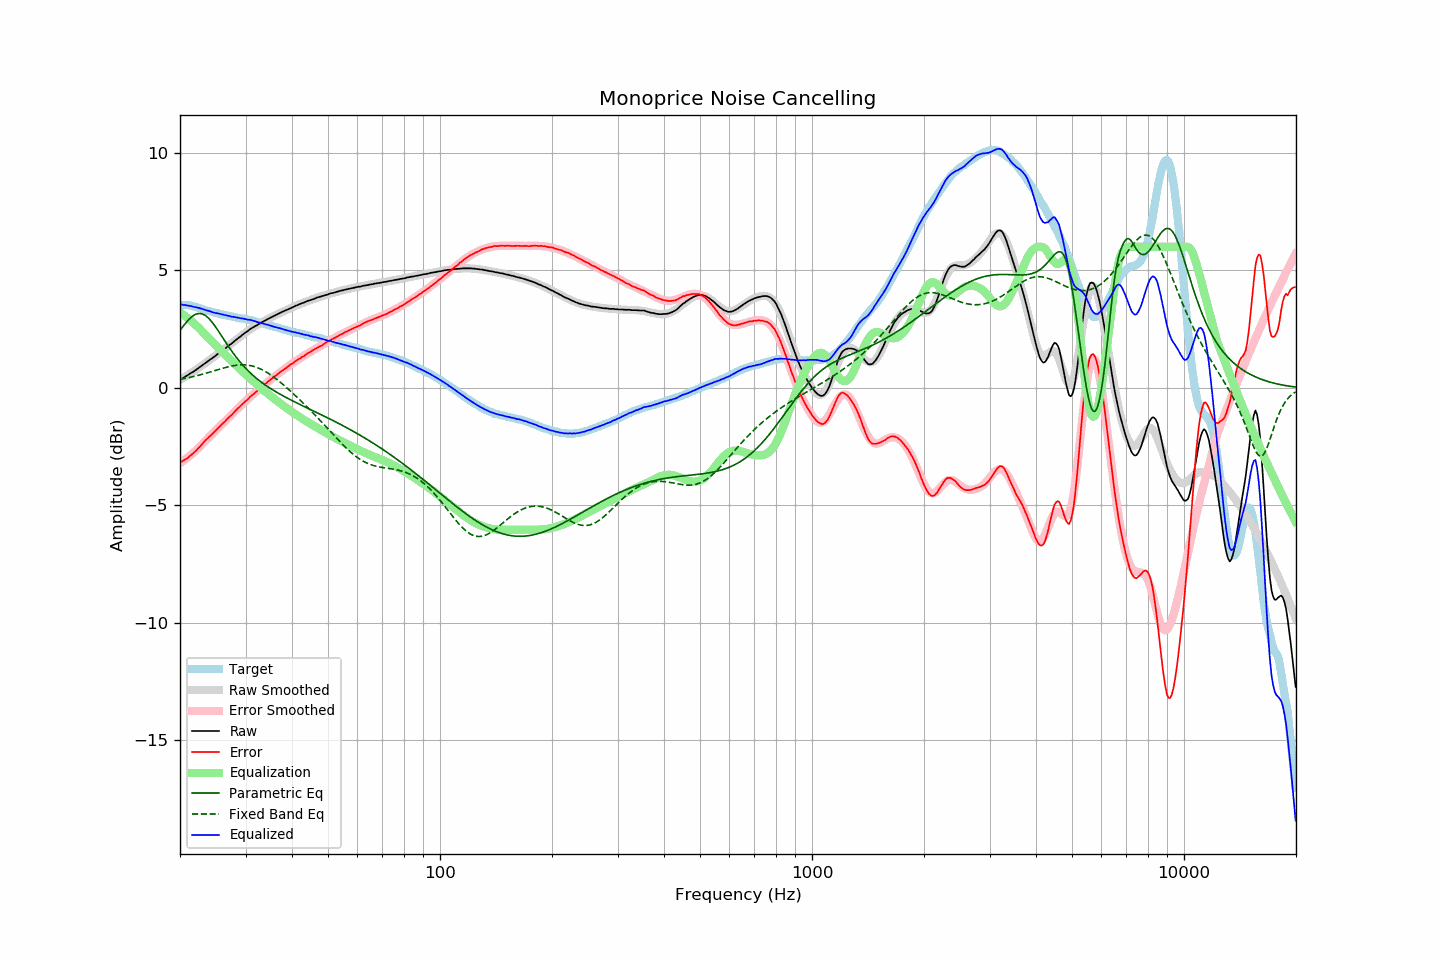 Monoprice Noise Cancelling
10
5
0
−5
−10
−15
Amplitude (dBr)
Target
Raw Smoothed
Error Smoothed
Raw
Error
Equalization
Parametric Eq
Fixed Band Eq
Equalized
100
1000
10000
Frequency (Hz)